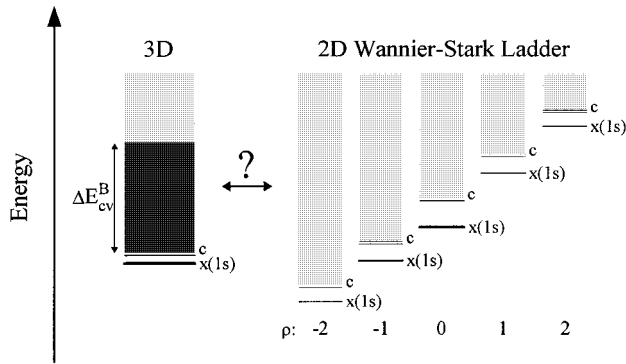 3D
2D Wannier-Stark Ladder
Energy
ΔE^B_cv
?
c
x(1s)
c
x(1s)
c
x(1s)
c
x(1s)
c
x(1s)
c
x(1s)
ρ: -2 -1 0 1 2